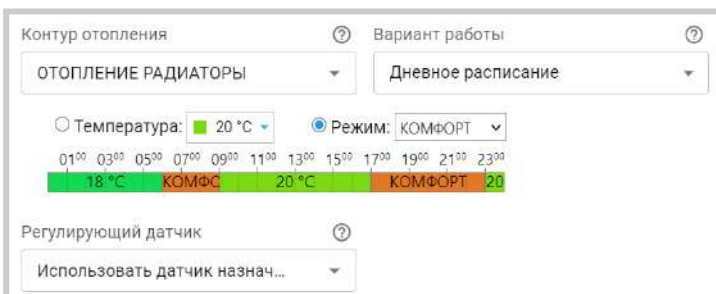 Контур отопления Вариант работы
ОТОПЛЕНИЕ РАДИАТОРЫ Дневное расписание
Температура: 20 °C Режим: КОМФОРТ
01⁰⁰ 03⁰⁰ 05⁰⁰ 07⁰⁰ 09⁰⁰ 11⁰⁰ 13⁰⁰ 15⁰⁰ 17⁰⁰ 19⁰⁰ 21⁰⁰ 23⁰⁰
18 °C КОМФС 20 °C КОМФОРТ 20
Регулирующий датчик
Использовать датчик назнач...